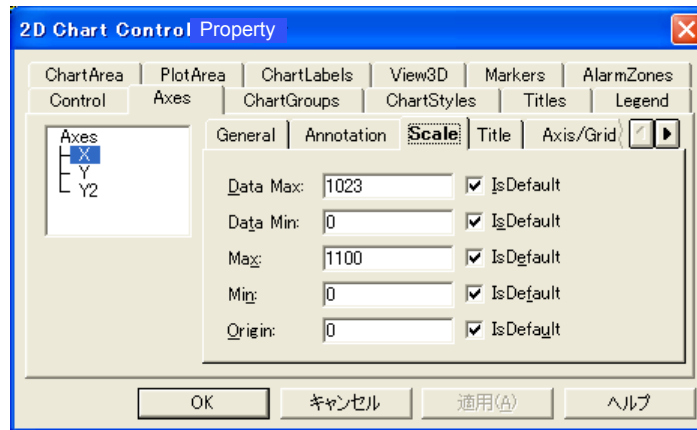 2D Chart Control Property
ChartArea PlotArea ChartLabels View3D Markers AlarmZones
Control Axes ChartGroups ChartStyles Titles Legend
General Annotation Scale Title Axis/Grid
Axes
X
Y
Y2
Data Max: 1023 IsDefault
Data Min: 0 IsDefault
Max: 1100 IsDefault
Min: 0 IsDefault
Origin: 0 IsDefault
OK キャンセル 適用(A) ヘルプ